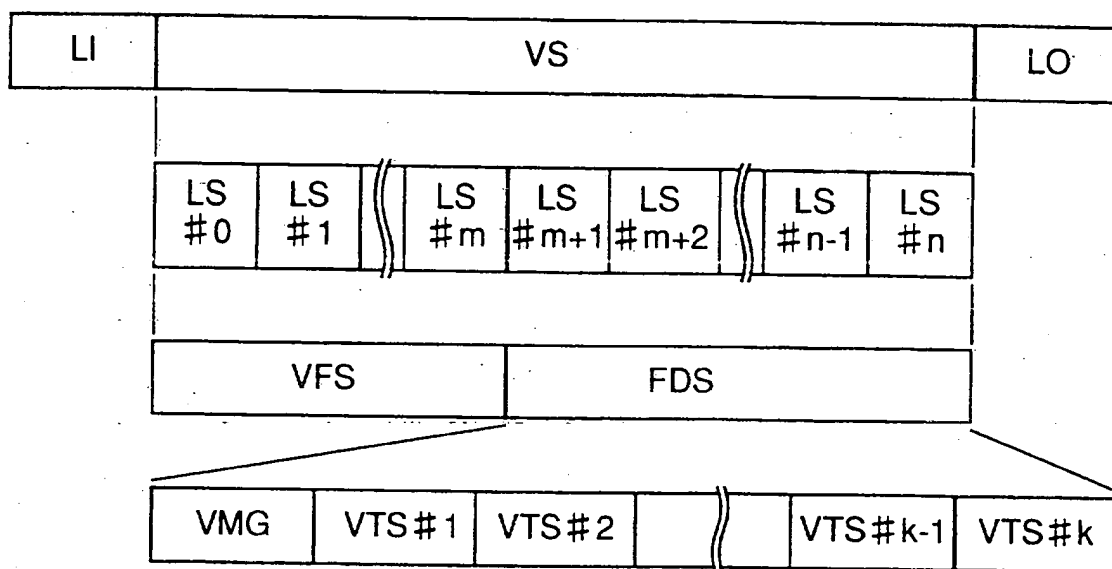 LI VS LO
LS LS LS LS LS LS LS
#0 #1 #m #m+1 #m+2 #n-1 #n
VFS FDS
VMG VTS#1 VTS#2 VTS#k-1 VTS#k